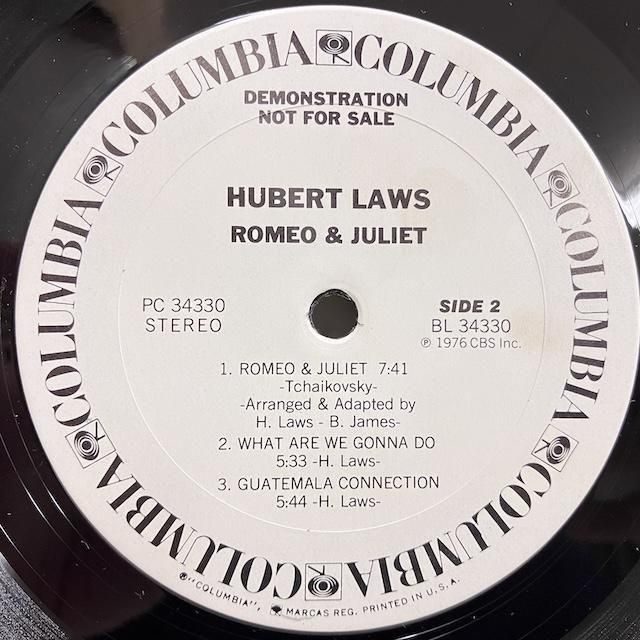 COLUMBIA COLUMBIA COLUMBIA COLUMBIA COLUMBIA COLUMBIA COLUMBIA
DEMONSTRATION
NOT FOR SALE
HUBERT LAWS
ROMEO & JULIET
PC 34330
STEREO
SIDE 2
BL 34330
℗ 1976 CBS Inc.
1. ROMEO & JULIET 7:41
-Tchaikovsky-
-Arranged & Adapted by
H. Laws - B. James-
2. WHAT ARE WE GONNA DO
5:33 -H. Laws-
3. GUATEMALA CONNECTION
5:44 -H. Laws-
®"COLUMBIA", MARCAS REG. PRINTED IN U.S.A.